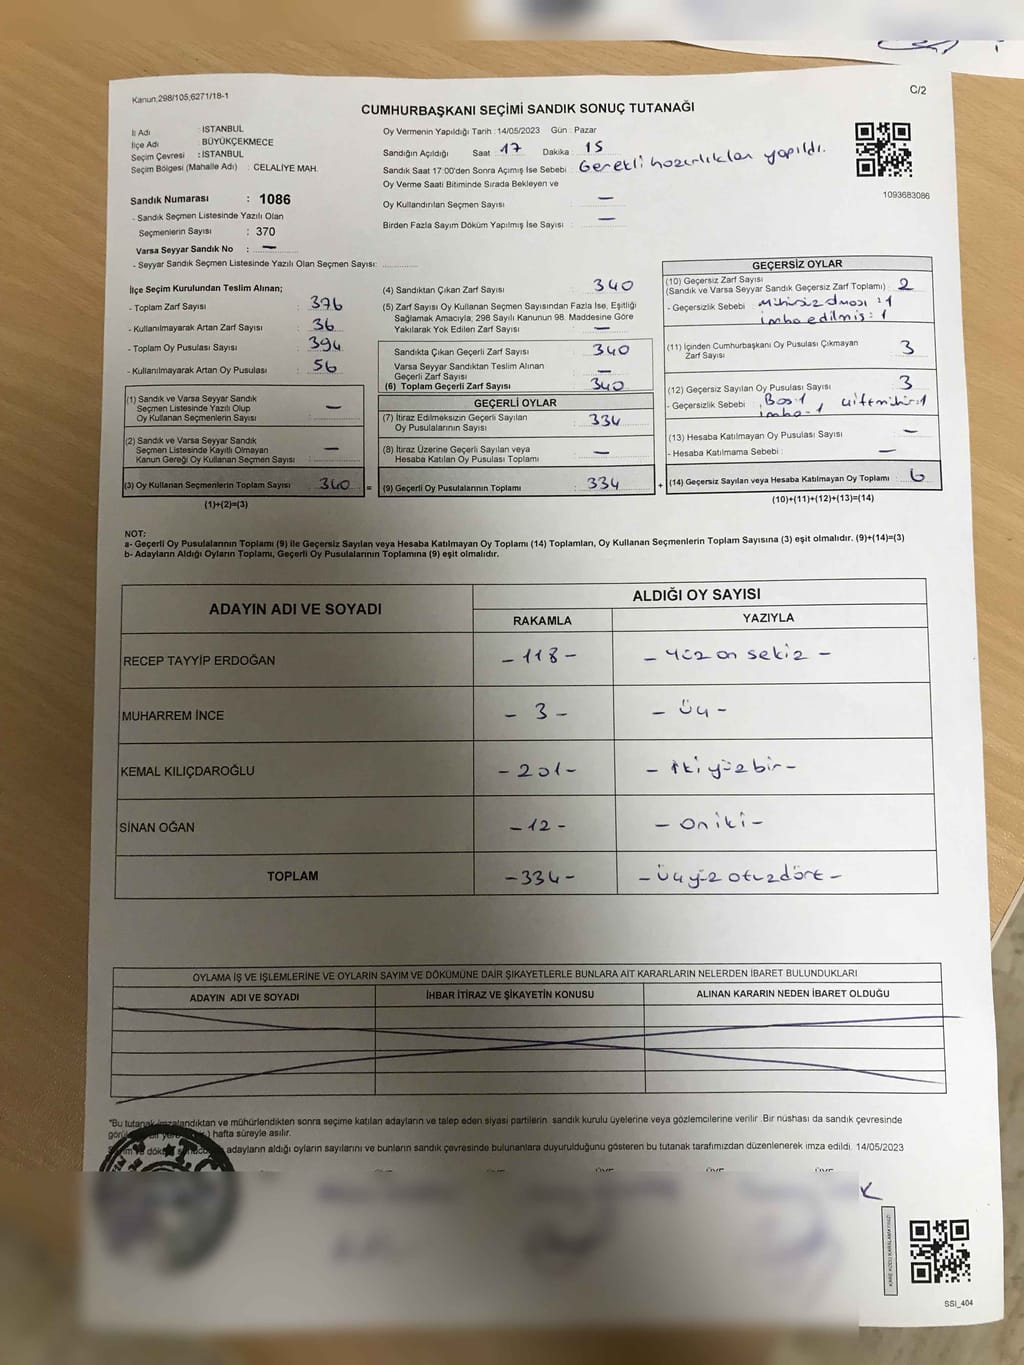 Kanun,298/105,6271/18-1
C/2
CUMHURBAŞKANI SEÇİMİ SANDIK SONUÇ TUTANAĞI
İl Adı : İSTANBUL
İlçe Adı : BÜYÜKÇEKMECE
Seçim Çevresi : İSTANBUL
Seçim Bölgesi (Mahalle Adı) : CELALİYE MAH.
Sandık Numarası : 1086
- Sandık Seçmen Listesinde Yazılı Olan
Seçmenlerin Sayısı : 370
Varsa Seyyar Sandık No : —
- Seyyar Sandık Seçmen Listesinde Yazılı Olan Seçmen Sayısı:
Oy Vermenin Yapıldığı Tarih : 14/05/2023 Gün : Pazar
Sandığın Açıldığı Saat : 17 Dakika : 15
Sandık Saat 17:00'den Sonra Açımış İse Sebebi : Gerekli hazırlıkları yapıldı.
Oy Verme Saati Bitiminde Sırada Bekleyen ve
Oy Kullandırılan Seçmen Sayısı : —
Birden Fazla Sayım Döküm Yapılmış İse Sayısı : —
1093683086
İlçe Seçim Kurulundan Teslim Alınan;
- Toplam Zarf Sayısı : 376
- Kullanılmayarak Artan Zarf Sayısı : 36
- Toplam Oy Pusulası Sayısı : 394
- Kullanılmayarak Artan Oy Pusulası : 56
(1) Sandık ve Varsa Seyyar Sandık
Seçmen Listesinde Yazılı Olup
Oy Kullanan Seçmenlerin Sayısı : —
(2) Sandık ve Varsa Seyyar Sandık
Seçmen Listesinde Kayıtlı Olmayan
Kanun Gereği Oy Kullanan Seçmen Sayısı : —
(3) Oy Kullanan Seçmenlerin Toplam Sayısı : 340
(1)+(2)=(3)
=
(4) Sandıktan Çıkan Zarf Sayısı : 340
(5) Zarf Sayısı Oy Kullanan Seçmen Sayısından Fazla İse, Eşitliği
Sağlamak Amacıyla; 298 Sayılı Kanunun 98. Maddesine Göre
Yakılarak Yok Edilen Zarf Sayısı : —
Sandıkta Çıkan Geçerli Zarf Sayısı : 340
Varsa Seyyar Sandıktan Teslim Alınan
Geçerli Zarf Sayısı : —
(6) Toplam Geçerli Zarf Sayısı : 340
GEÇERLİ OYLAR
(7) İtiraz Edilmeksizin Geçerli Sayılan
Oy Pusulalarının Sayısı : 334
(8) İtiraz Üzerine Geçerli Sayılan veya
Hesaba Katılan Oy Pusulası Toplamı : —
(9) Geçerli Oy Pusulalarının Toplamı : 334
+
GEÇERSİZ OYLAR
(10) Geçersiz Zarf Sayısı
(Sandık ve Varsa Seyyar Sandık Geçersiz Zarf Toplamı) : 2
- Geçersizlik Sebebi : Mühürsüz olması : 1
imha edilmiş : 1
(11) İçinden Cumhurbaşkanı Oy Pusulası Çıkmayan
Zarf Sayısı : 3
(12) Geçersiz Sayılan Oy Pusulası Sayısı : 3
- Geçersizlik Sebebi : Boş 1
imha-1
(13) Hesaba Katılmayan Oy Pusulası Sayısı : —
- Hesaba Katılmama Sebebi : —
(14) Geçersiz Sayılan veya Hesaba Katılmayan Oy Toplamı : 6
(10)+(11)+(12)+(13)=(14)
NOT:
a- Geçerli Oy Pusulasının Toplamı (9) ile Geçersiz Sayılan veya Hesaba Katılmayan Oy Toplamı (14) Toplamları, Oy Kullanan Seçmenlerin Toplam Sayısına (3) eşit olmalıdır. (9)+(14)=(3)
b- Adayların Aldığı Oyların Toplamı, Geçerli Oy Pusulalarının Toplamına (9) eşit olmalıdır.
ADAYIN ADI VE SOYADI
ALDIĞI OY SAYISI
RAKAMLA YAZIYLA
RECEP TAYYİP ERDOĞAN - 118 - - Yüz on sekiz -
MUHARREM İNCE - 3 - - Üç -
KEMAL KILIÇDAROĞLU - 201 - - İki yüz bir -
SİNAN OĞAN - 12 - - on iki -
TOPLAM - 334 - - Üçyüz otuzdört -
OYLAMA İŞ VE İŞLEMLERİNE VE OYLARIN SAYIM VE DÖKÜMÜNE DAİR ŞİKAYETLERLE BUNLARA AİT KARARLARIN NELERDEN İBARET BULUNDUKLARI
ADAYIN ADI VE SOYADI İHBAR İTİRAZ VE ŞİKAYETİN KONUSU ALINAN KARARIN NEDEN İBARET OLDUĞU
"Bu tutanak imzalandıktan ve mühürlendikten sonra seçime katılan adayların ve talep eden siyasi partilerin sandık kurulu üyelerine veya gözlemcilerine verilir. Bir nüshası da sandık çevresinde
hafta süreyle asılır.
adayların aldığı oyların sayılarını ve bunların sandık çevresinde bulunanlara duyurulduğunu gösteren bu tutanak tarafımızdan düzenlenerek imza edildi. 14/05/2023
ÜYE ÜYE ÜYE ÜYE
SSİ_404